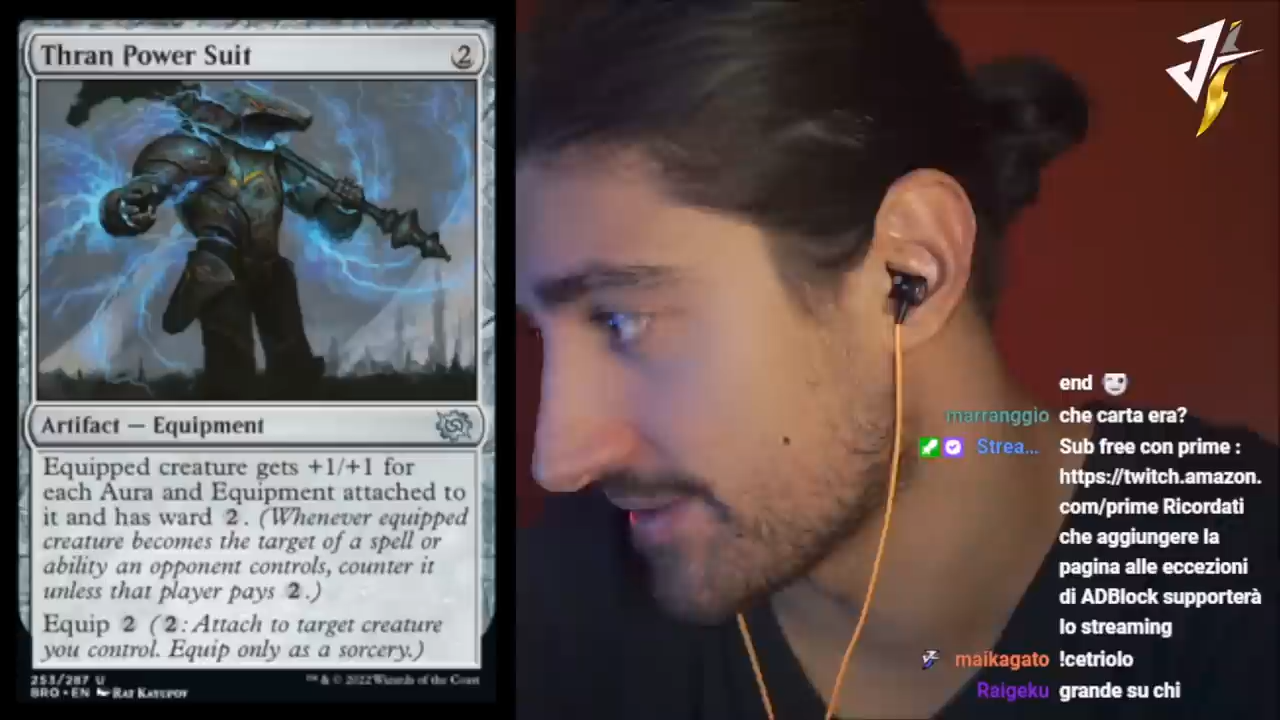 Thran Power Suit 2
Artifact — Equipment
Equipped creature gets +1/+1 for
each Aura and Equipment attached to
it and has ward 2. (Whenever equipped
creature becomes the target of a spell or
ability an opponent controls, counter it
unless that player pays 2.)
Equip 2 (2: Attach to target creature
you control. Equip only as a sorcery.)
253/287 U
BRO • EN
™ & © 2022 Wizards of the Coast
end
marranggio che carta era?
Strea... Sub free con prime :
https://twitch.amazon.
com/prime Ricordati
che aggiungere la
pagina alle eccezioni
di ADBlock supporterà
lo streaming
maikagato !cetriolo
Raigeku grande su chi